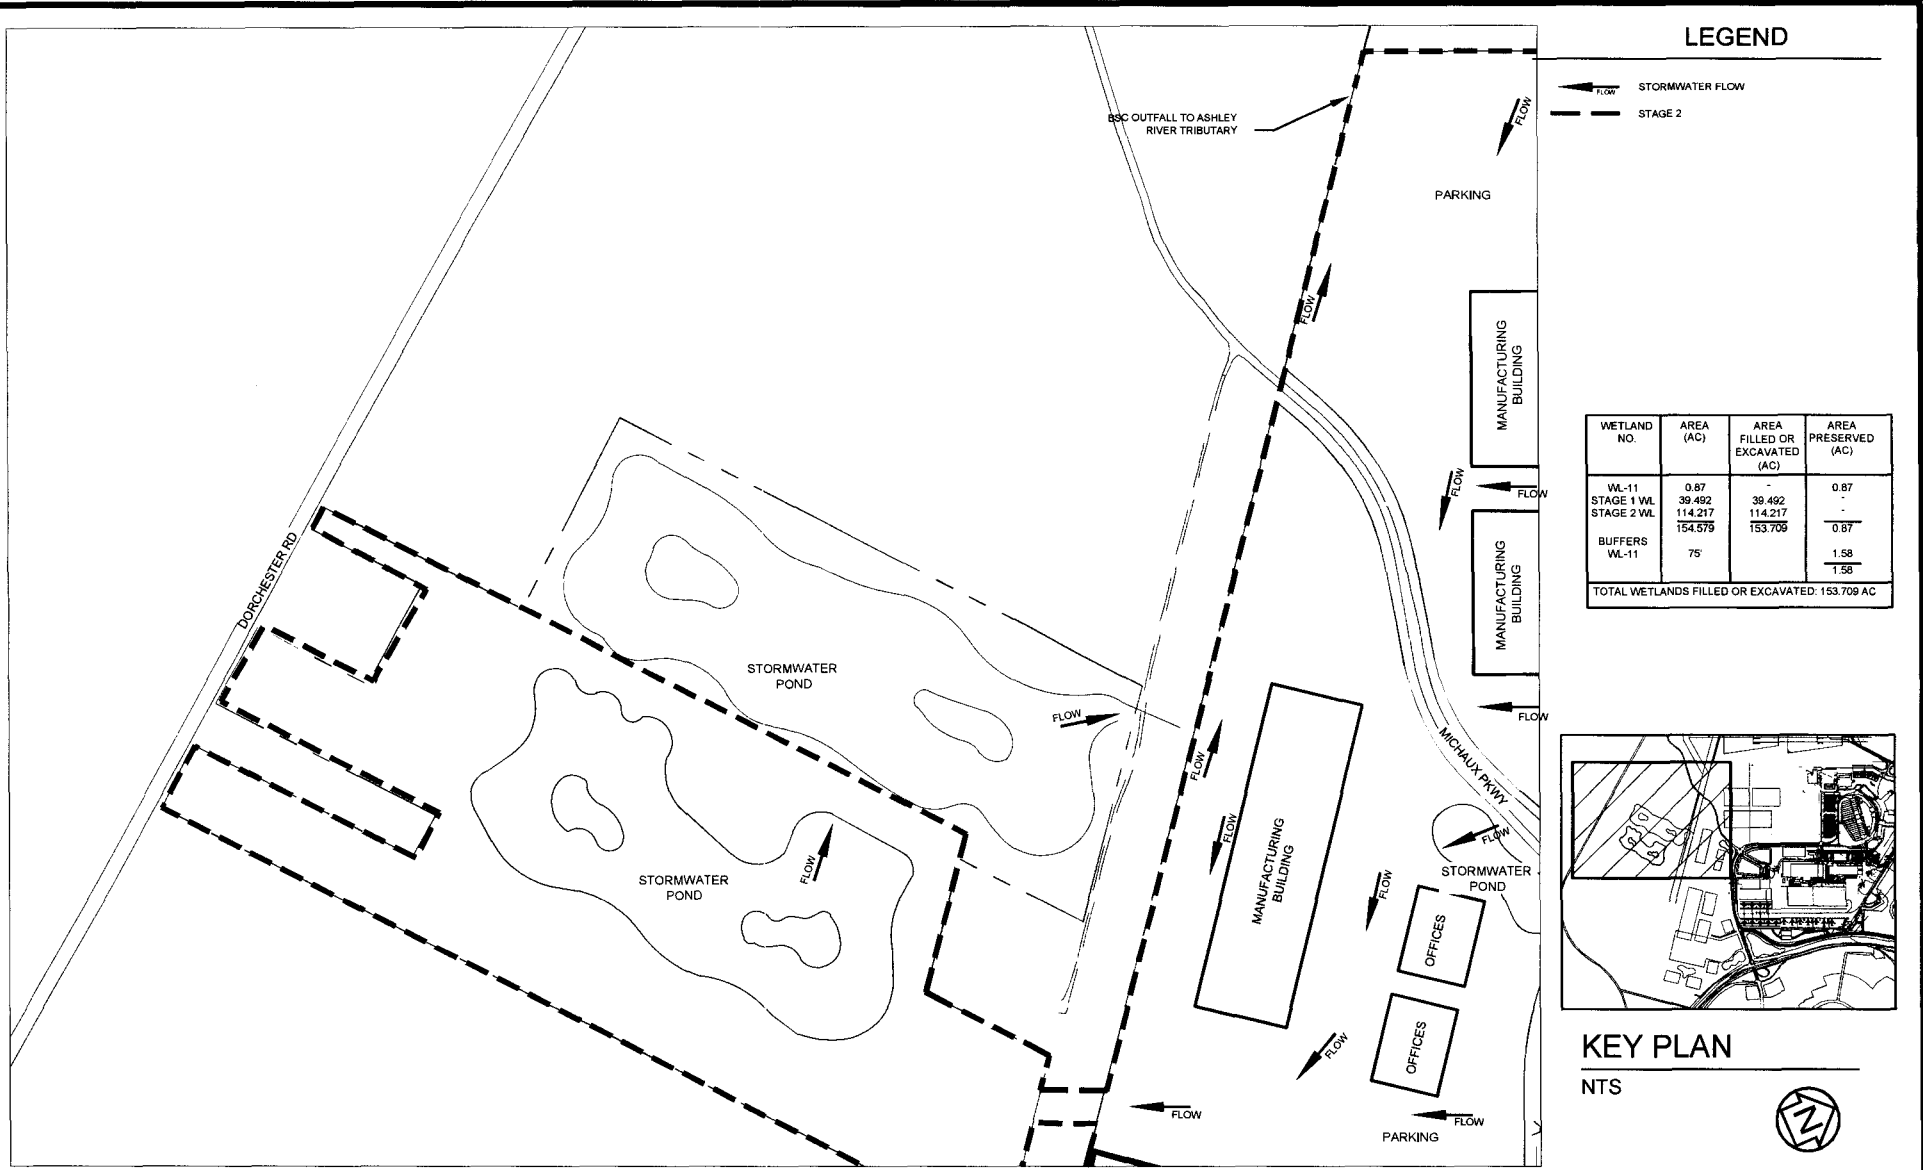 LEGEND
FLOW
STORMWATER FLOW
STAGE 2
BSC OUTFALL TO ASHLEY
RIVER TRIBUTARY
FLOW
PARKING
FLOW
MANUFACTURING
BUILDING
FLOW
FLOW
MANUFACTURING
BUILDING
FLOW
DORCHESTER RD
STORMWATER
POND
FLOW
FLOW
MICHAUX PKWY
FLOW
MANUFACTURING
BUILDING
FLOW
STORMWATER
POND
STORMWATER
POND
FLOW
FLOW
OFFICES
OFFICES
FLOW
FLOW
FLOW
PARKING
WETLAND NO. AREA (AC) AREA FILLED OR EXCAVATED (AC) AREA PRESERVED (AC)
WL-11 0.87 - 0.87
STAGE 1 WL 39.492 39.492 -
STAGE 2 WL 114.217 114.217 -
154.579 153.709 0.87
BUFFERS
WL-11 75' 1.58
1.58
TOTAL WETLANDS FILLED OR EXCAVATED: 153.709 AC
KEY PLAN
NTS
N